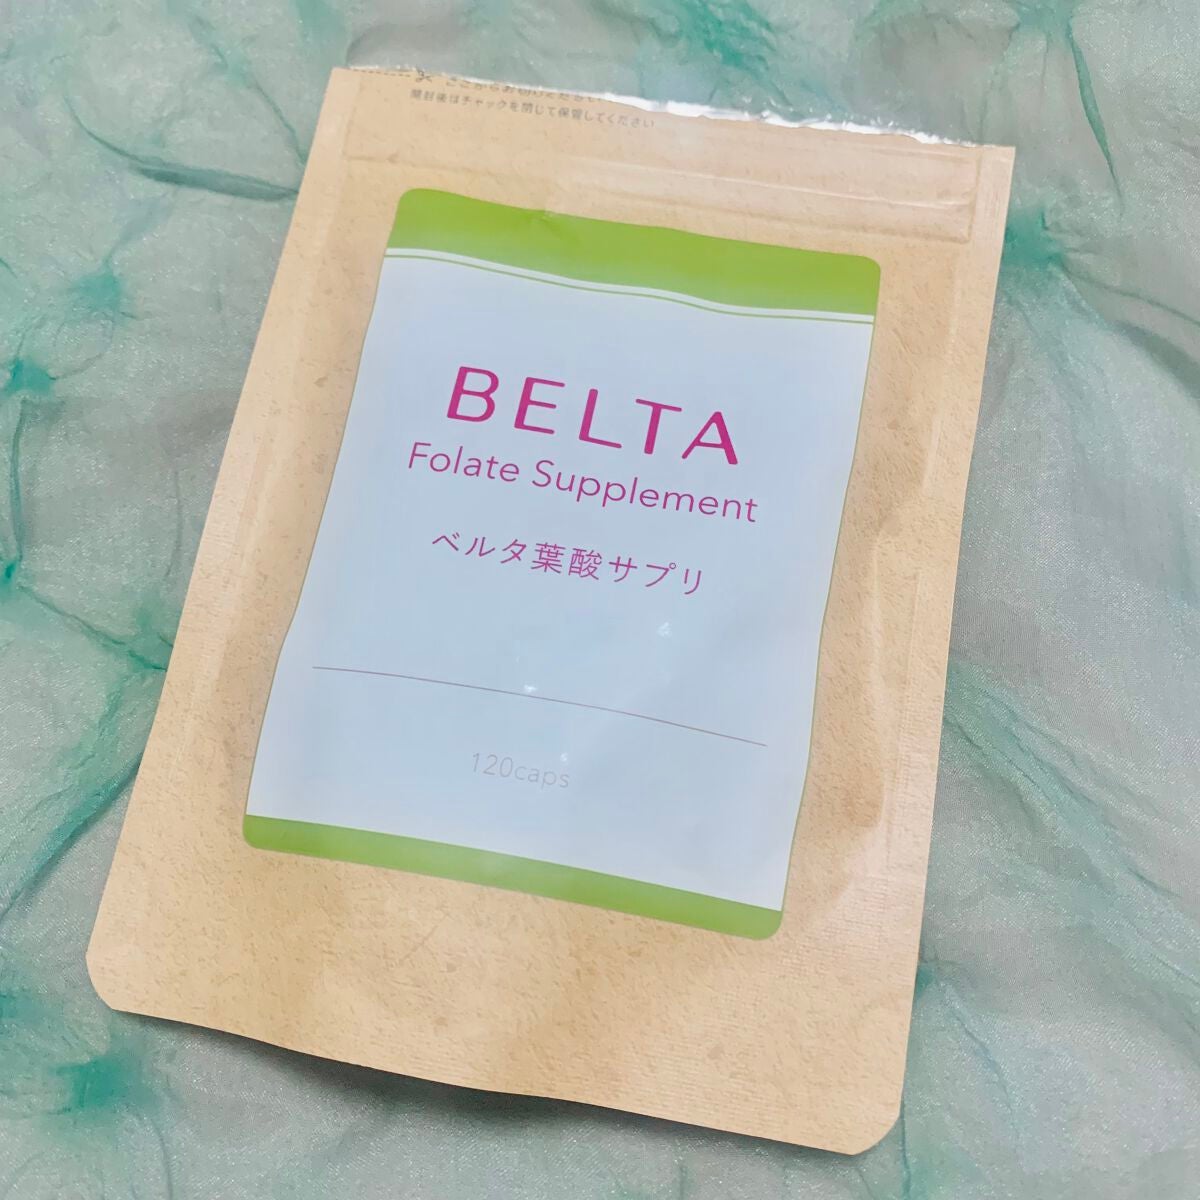 開封後はチャックを閉じて保管してください
BELTA
Folate Supplement
ベルタ葉酸サプリ
120caps